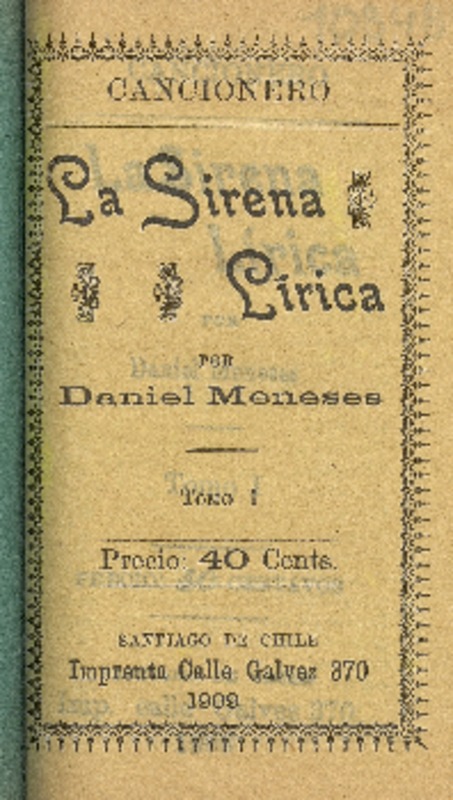 CANCIONERO
La Sirena
Lírica
POR
Daniel Meneses
Tomo I
Precio: 40 Cents.
SANTIAGO DE CHILE
Imprenta Calle Galvez 370
1909